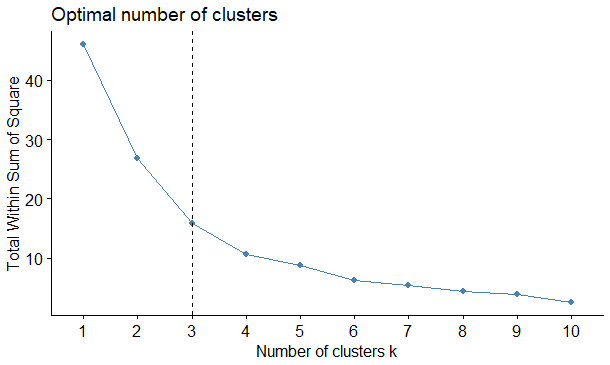 Optimal number of clusters
Total Within Sum of Square
40
30
20
10
1 2 3 4 5 6 7 8 9 10
Number of clusters k